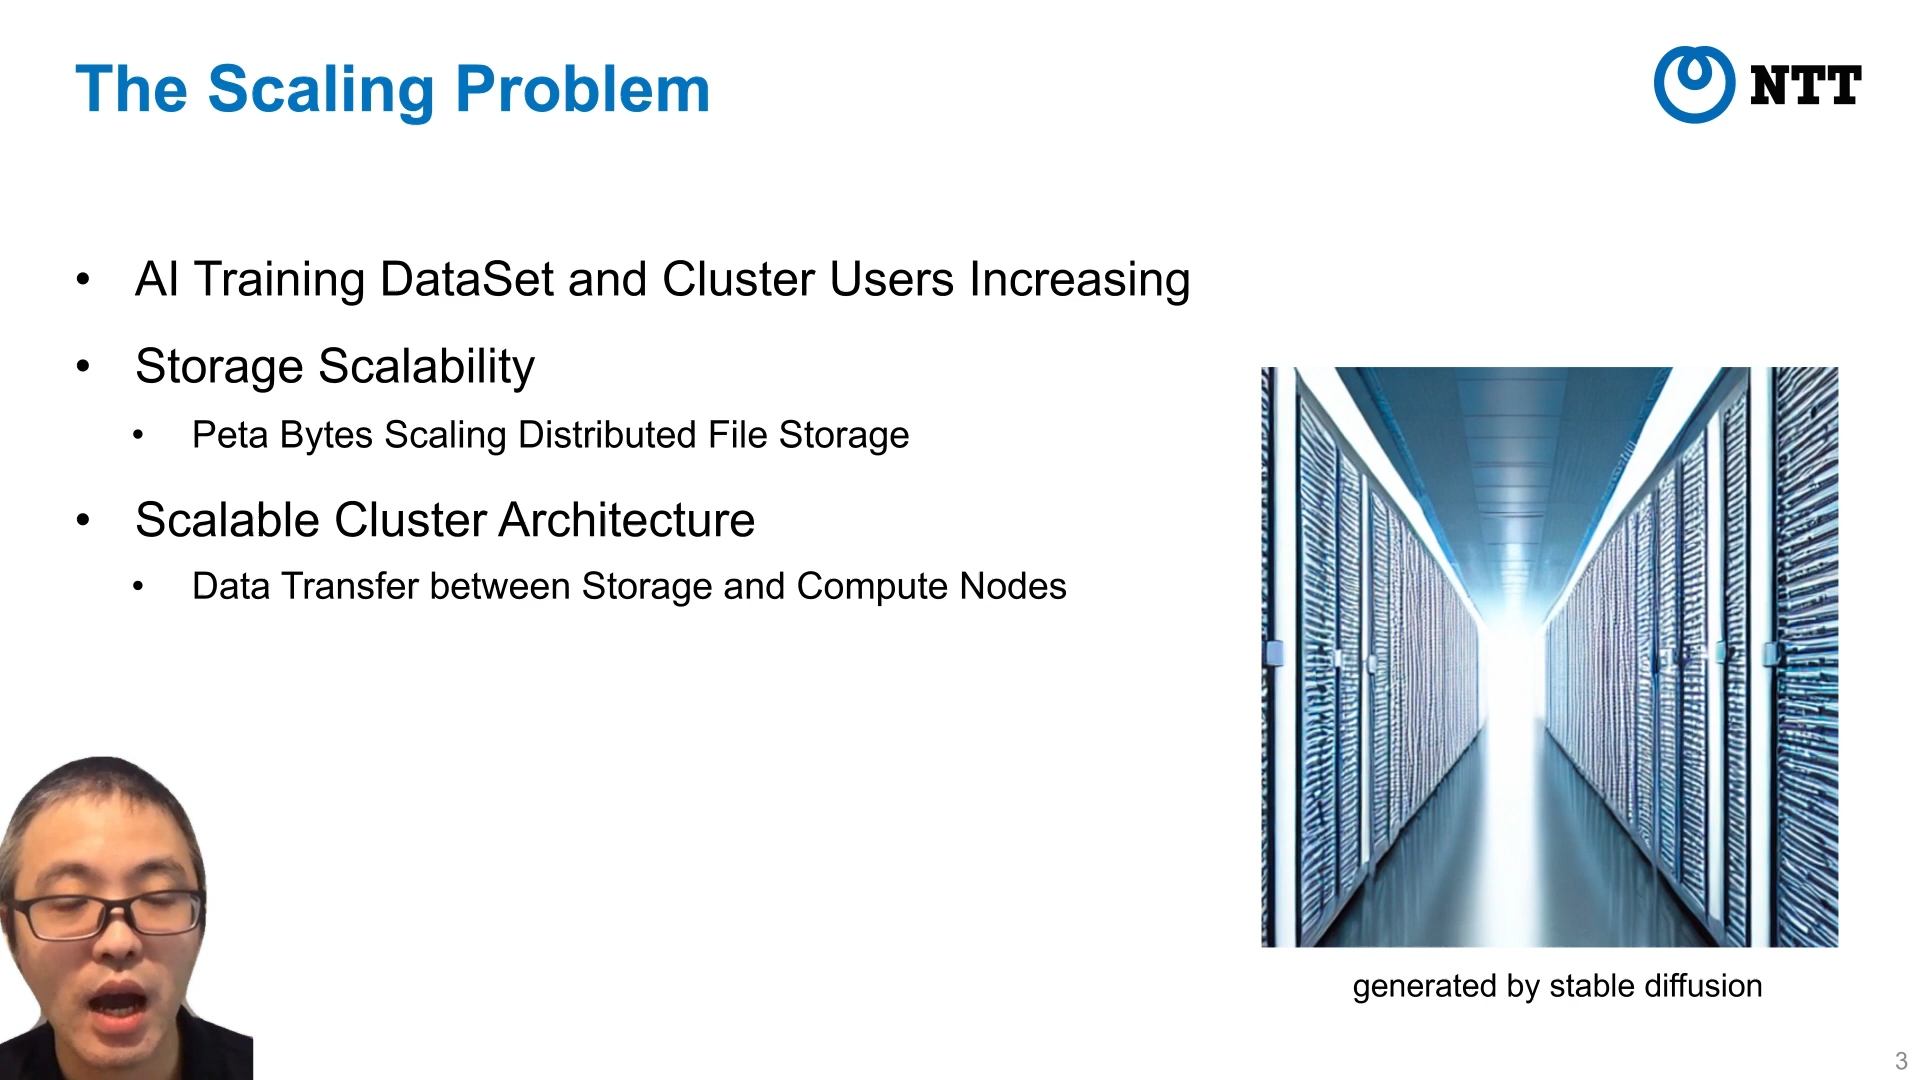 The Scaling Problem
NTT
• AI Training DataSet and Cluster Users Increasing
• Storage Scalability
• Peta Bytes Scaling Distributed File Storage
• Scalable Cluster Architecture
• Data Transfer between Storage and Compute Nodes
generated by stable diffusion
3